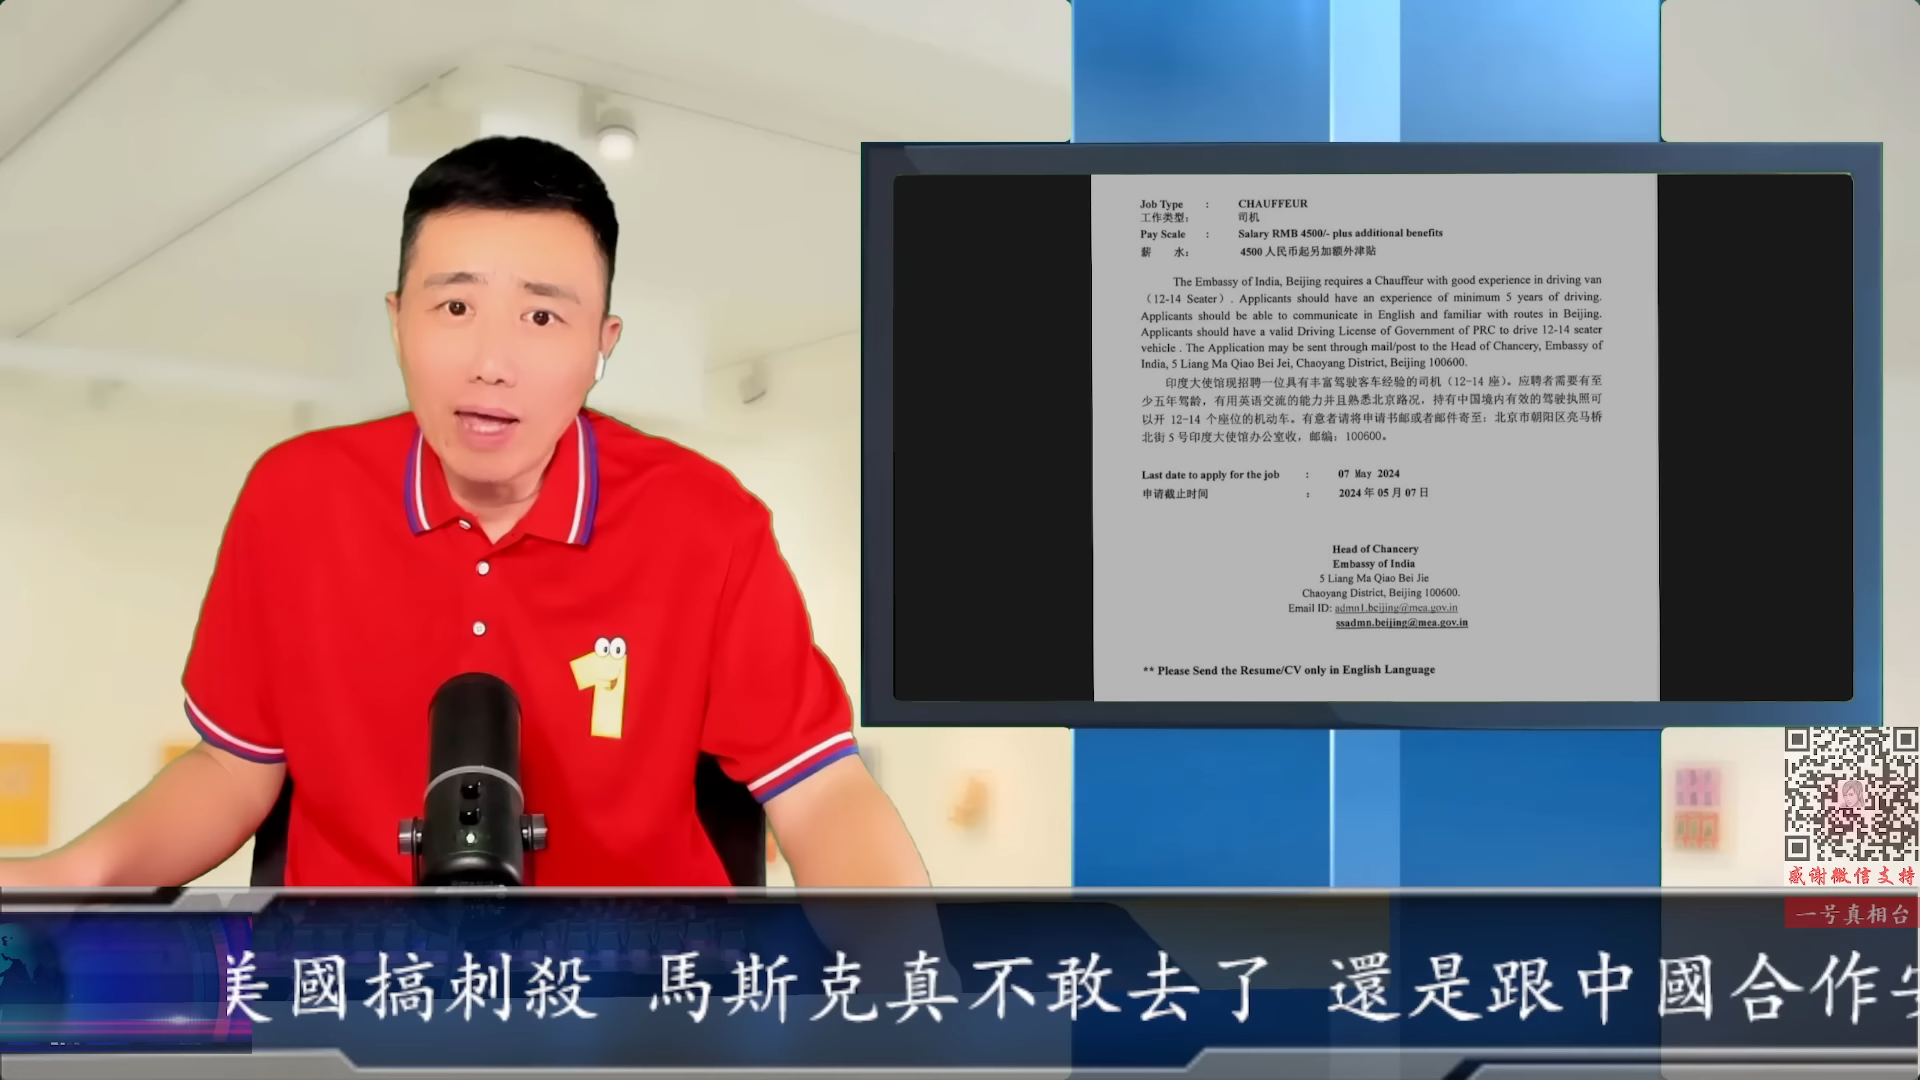 Job Type : CHAUFFEUR
工作类型: 司机
Pay Scale : Salary RMB 4500/- plus additional benefits
薪 水: 4500 人民币起另加额外津贴
The Embassy of India, Beijing requires a Chauffeur with good experience in driving van
(12-14 Seater) . Applicants should have an experience of minimum 5 years of driving.
Applicants should be able to communicate in English and familiar with routes in Beijing.
Applicants should have a valid Driving License of Government of PRC to drive 12-14 seater
vehicle . The Application may be sent through mail/post to the Head of Chancery, Embassy of
India, 5 Liang Ma Qiao Bei Jei, Chaoyang District, Beijing 100600.
印度大使馆现招聘一位具有丰富驾驶客车经验的司机（12-14 座）。应聘者需要有至
少五年驾龄，有用英语交流的能力并且熟悉北京路况，持有中国境内有效的驾驶执照可
以开 12-14 个座位的机动车。有意者请将申请书邮或者邮件寄至: 北京市朝阳区亮马桥
北街 5 号印度大使馆办公室收，邮编: 100600。
Last date to apply for the job : 07 May 2024
申请截止时间 : 2024 年 05 月 07 日
Head of Chancery
Embassy of India
5 Liang Ma Qiao Bei Jie
Chaoyang District, Beijing 100600.
Email ID: admn1.beijing@mea.gov.in
ssadmn.beijing@mea.gov.in
** Please Send the Resume/CV only in English Language
1
感谢微信支持
一号真相台
美國搞刺殺 馬斯克真不敢去了 還是跟中國合作安